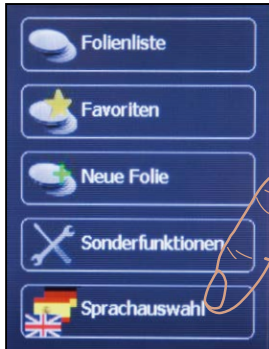 Folienliste
Favoriten
Neue Folie
Sonderfunktionen
Sprachauswahl